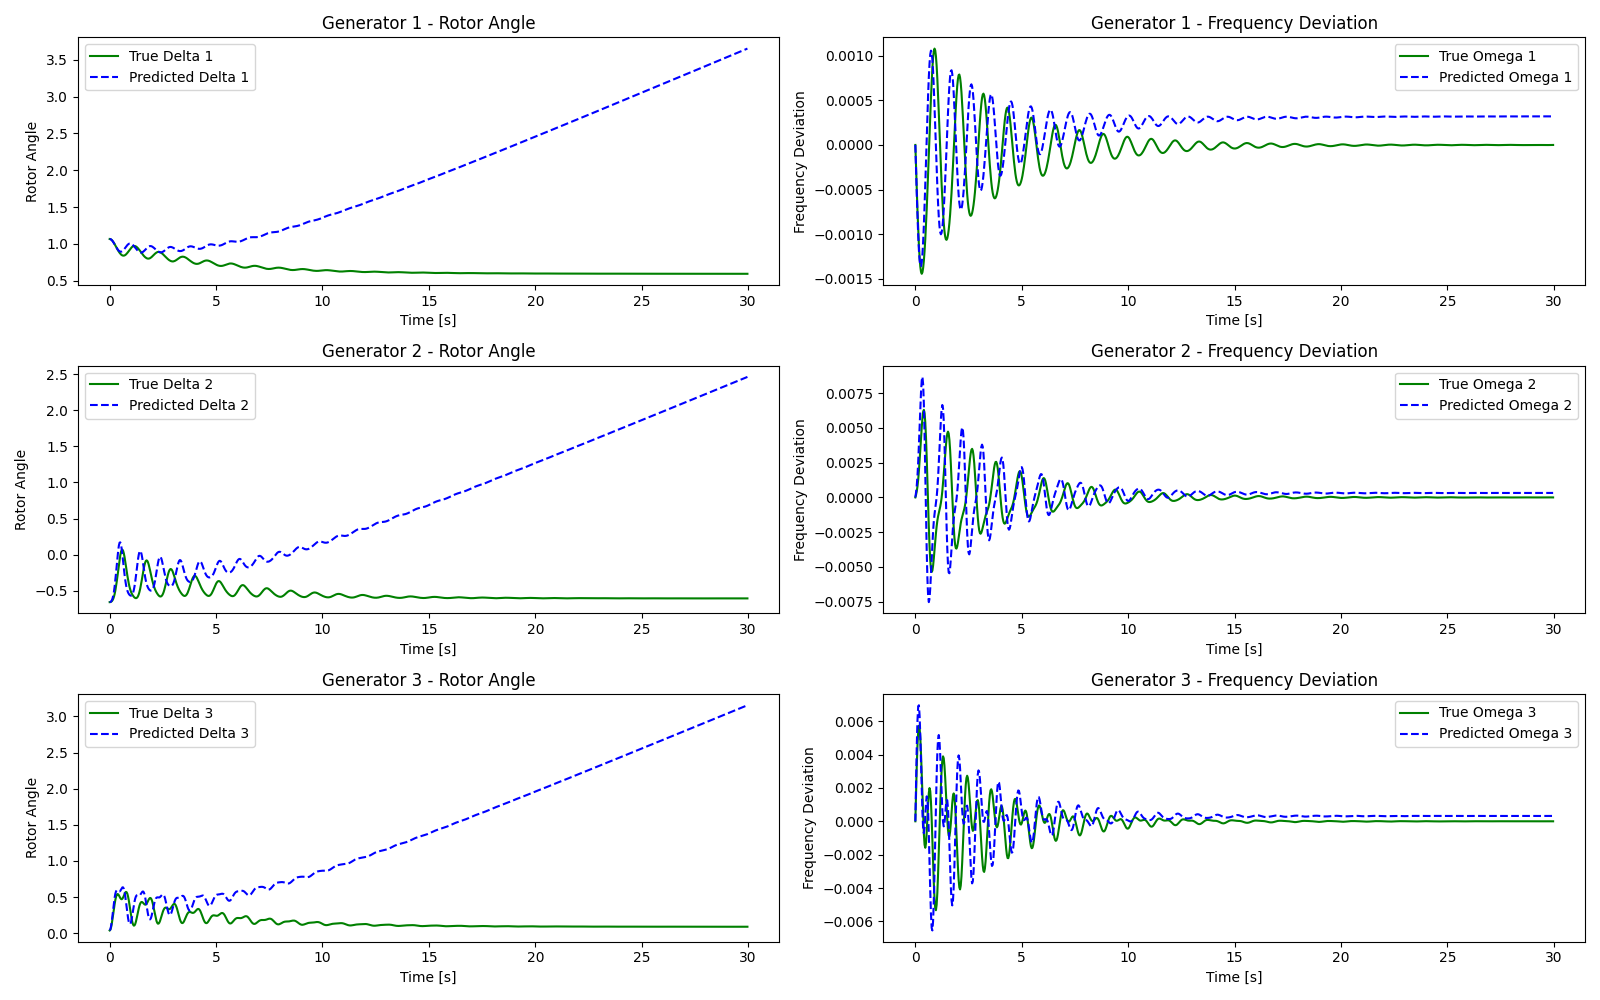 Generator 1 - Rotor Angle
True Delta 1
Predicted Delta 1
Rotor Angle
3.5
3.0
2.5
2.0
1.5
1.0
0.5
0 5 10 15 20 25 30
Time [s]
Generator 1 - Frequency Deviation
True Omega 1
Predicted Omega 1
Frequency Deviation
0.0010
0.0005
0.0000
−0.0005
−0.0010
−0.0015
0 5 10 15 20 25 30
Time [s]
Generator 2 - Rotor Angle
True Delta 2
Predicted Delta 2
Rotor Angle
2.5
2.0
1.5
1.0
0.5
0.0
−0.5
0 5 10 15 20 25 30
Time [s]
Generator 2 - Frequency Deviation
True Omega 2
Predicted Omega 2
Frequency Deviation
0.0075
0.0050
0.0025
0.0000
−0.0025
−0.0050
−0.0075
0 5 10 15 20 25 30
Time [s]
Generator 3 - Rotor Angle
True Delta 3
Predicted Delta 3
Rotor Angle
3.0
2.5
2.0
1.5
1.0
0.5
0.0
0 5 10 15 20 25 30
Time [s]
Generator 3 - Frequency Deviation
True Omega 3
Predicted Omega 3
Frequency Deviation
0.006
0.004
0.002
0.000
−0.002
−0.004
−0.006
0 5 10 15 20 25 30
Time [s]